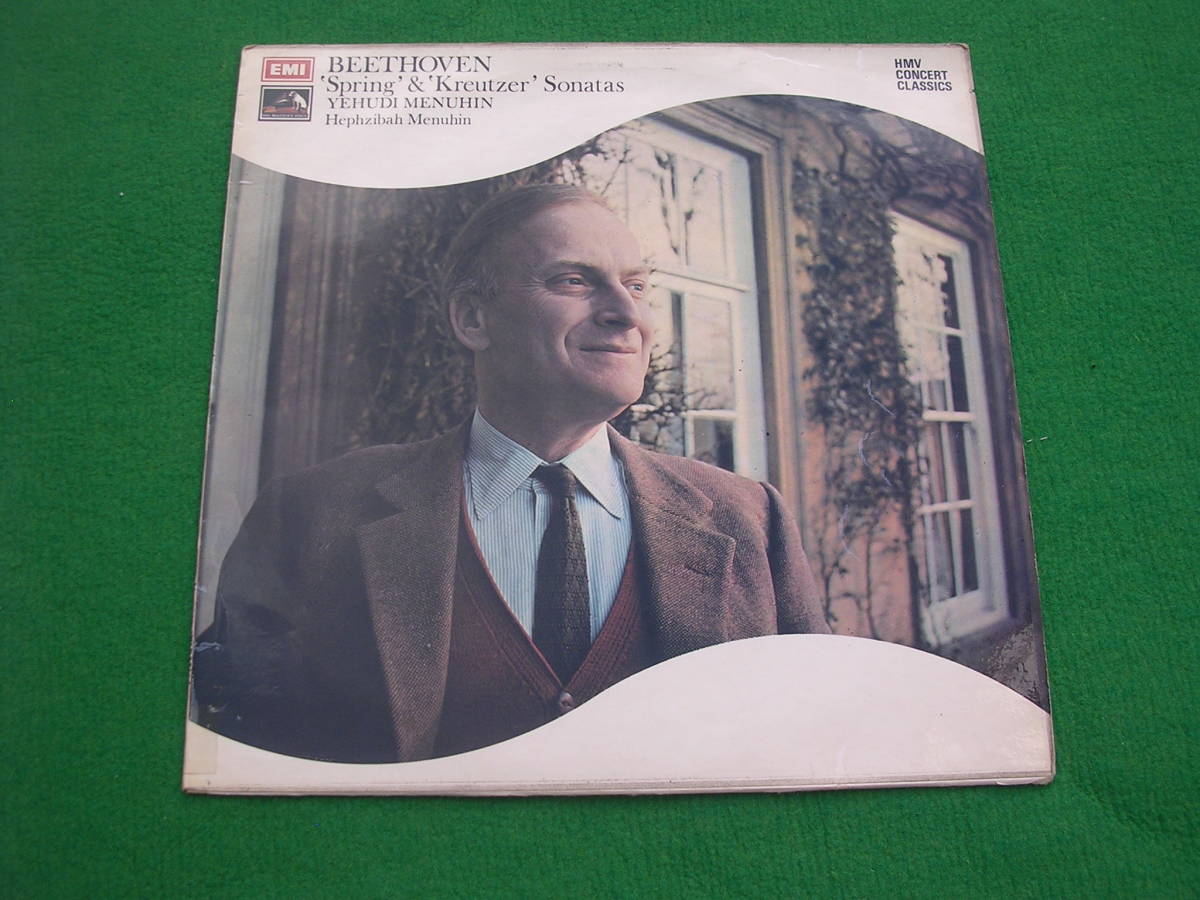 EMI
BEETHOVEN
'Spring' & 'Kreutzer' Sonatas
YEHUDI MENUHIN
Hephzibah Menuhin
HMV
CONCERT
CLASSICS